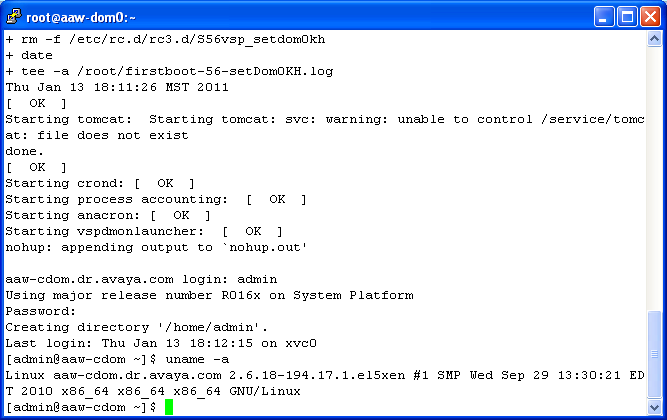 root@aaw-dom0:~
+ rm -f /etc/rc.d/rc3.d/S56vsp_setdom0kh
+ date
+ tee -a /root/firstboot-56-setDom0KH.log
Thu Jan 13 18:11:26 MST 2011
[  OK  ]
Starting tomcat:  Starting tomcat: svc: warning: unable to control /service/tomc
at: file does not exist
done.
[  OK  ]
Starting crond: [  OK  ]
Starting process accounting:  [  OK  ]
Starting anacron: [  OK  ]
Starting vspdmonlauncher:  [  OK  ]
nohup: appending output to `nohup.out'
aaw-cdom.dr.avaya.com login: admin
Using major release number R016x on System Platform
Password:
Creating directory '/home/admin'.
Last login: Thu Jan 13 18:12:15 on xvc0
[admin@aaw-cdom ~]$ uname -a
Linux aaw-cdom.dr.avaya.com 2.6.18-194.17.1.el5xen #1 SMP Wed Sep 29 13:30:21 ED
T 2010 x86_64 x86_64 x86_64 GNU/Linux
[admin@aaw-cdom ~]$